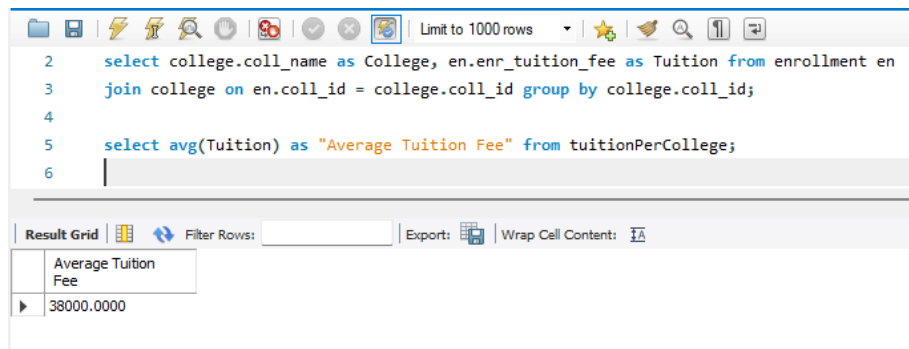 Limit to 1000 rows
2 select college.coll_name as College, en.enr_tuition_fee as Tuition from enrollment en
3 join college on en.coll_id = college.coll_id group by college.coll_id;
4
5 select avg(Tuition) as "Average Tuition Fee" from tuitionPerCollege;
6
Result Grid Filter Rows: Export: Wrap Cell Content: IA
Average Tuition
Fee
38000.0000